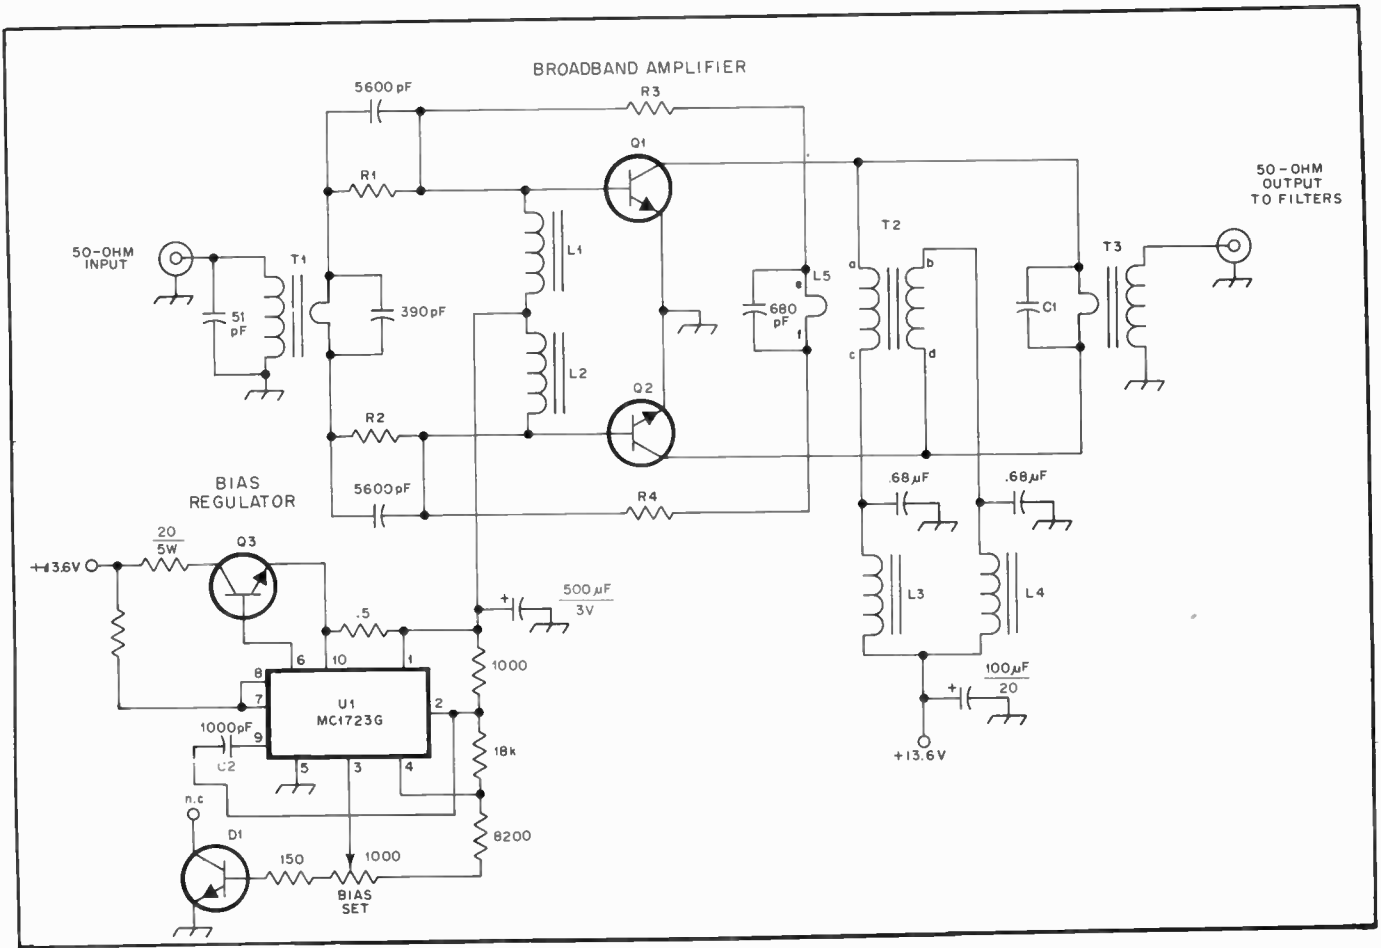 BROADBAND AMPLIFIER
5600pF
R3
Q1
R1
50-OHM
OUTPUT
TO FILTERS
50-OHM
INPUT
T1
L1
T2
T3
a
b
L5
e
51
pF
390pF
680
pF
C1
f
c
d
L2
Q2
R2
BIAS
REGULATOR
5600pF
R4
.68µF
.68µF
20
5W
Q3
+13.6V
.5
+
500µF
3V
L3
L4
6
10
1
1000
8
7
U1
MC1723G
2
+
100µF
20
1000pF
9
C2
5
3
4
18k
+13.6V
n.c
D1
150
1000
8200
BIAS
SET